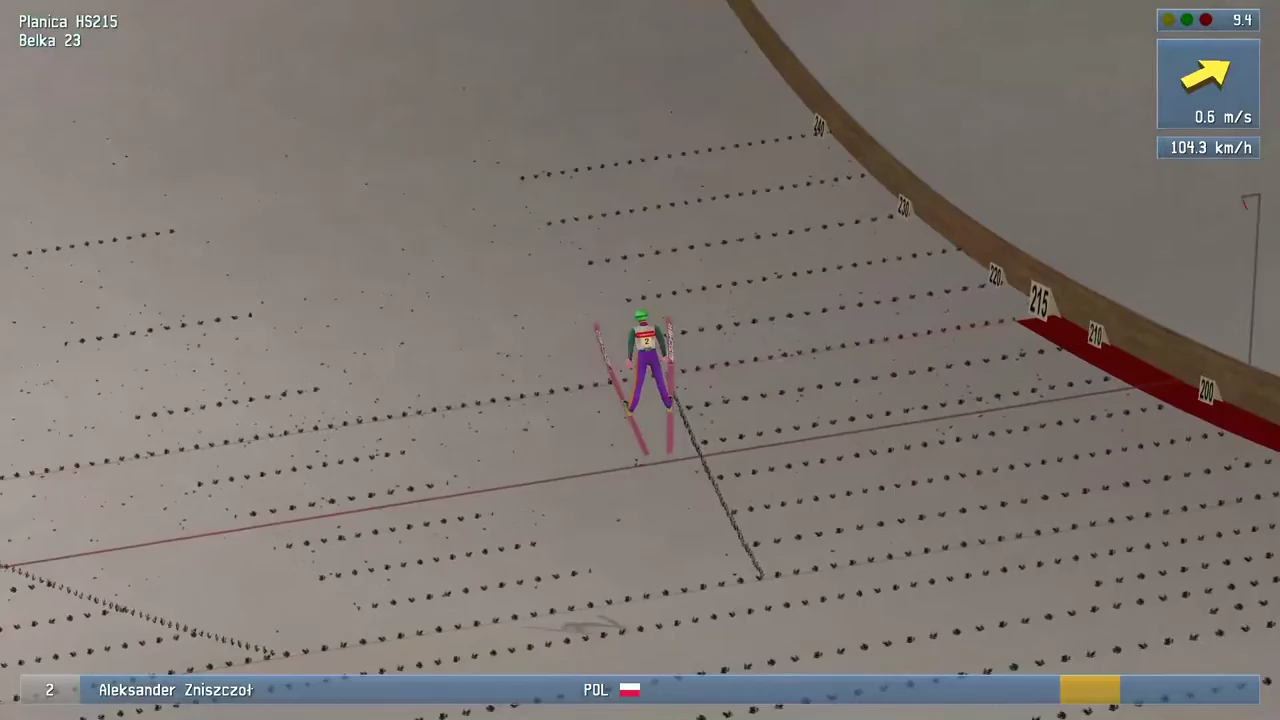 Planica HS215
Belka 23
9.4
0.6 m/s
104.3 km/h
240
230
220
215
210
200
2
2
Aleksander Zniszczoł
POL